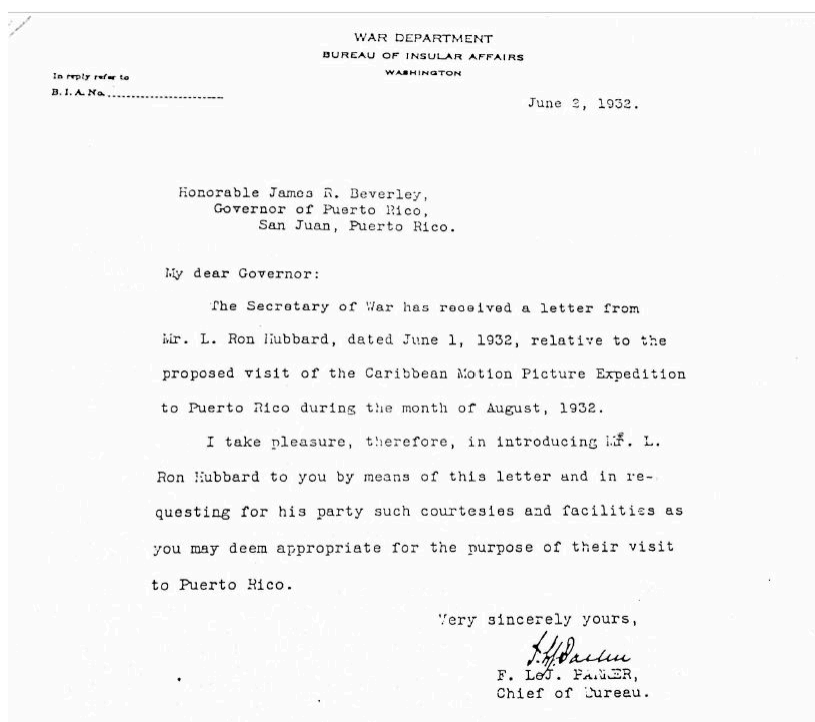 WAR DEPARTMENT
BUREAU OF INSULAR AFFAIRS
WASHINGTON
In reply refer to
B. I. A. No.
June 2, 1932.
Honorable James R. Beverley,
Governor of Puerto Rico,
San Juan, Puerto Rico.
My dear Governor:
The Secretary of War has received a letter from
Mr. L. Ron Hubbard, dated June 1, 1932, relative to the
proposed visit of the Caribbean Motion Picture Expedition
to Puerto Rico during the month of August, 1932.
I take pleasure, therefore, in introducing Mr. L.
Ron Hubbard to you by means of this letter and in re-
questing for his party such courtesies and facilities as
you may deem appropriate for the purpose of their visit
to Puerto Rico.
Very sincerely yours,
F. LeJ. PARKER,
Chief of Bureau.